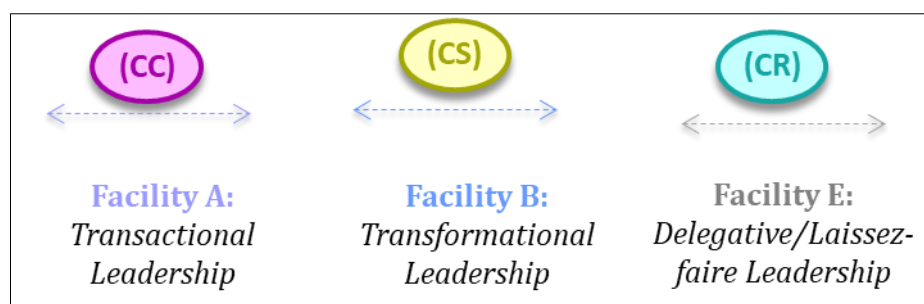 (CC)
(CS)
(CR)
Facility A:
Transactional
Leadership
Facility B:
Transformational
Leadership
Facility E:
Delegative/Laissez-
faire Leadership